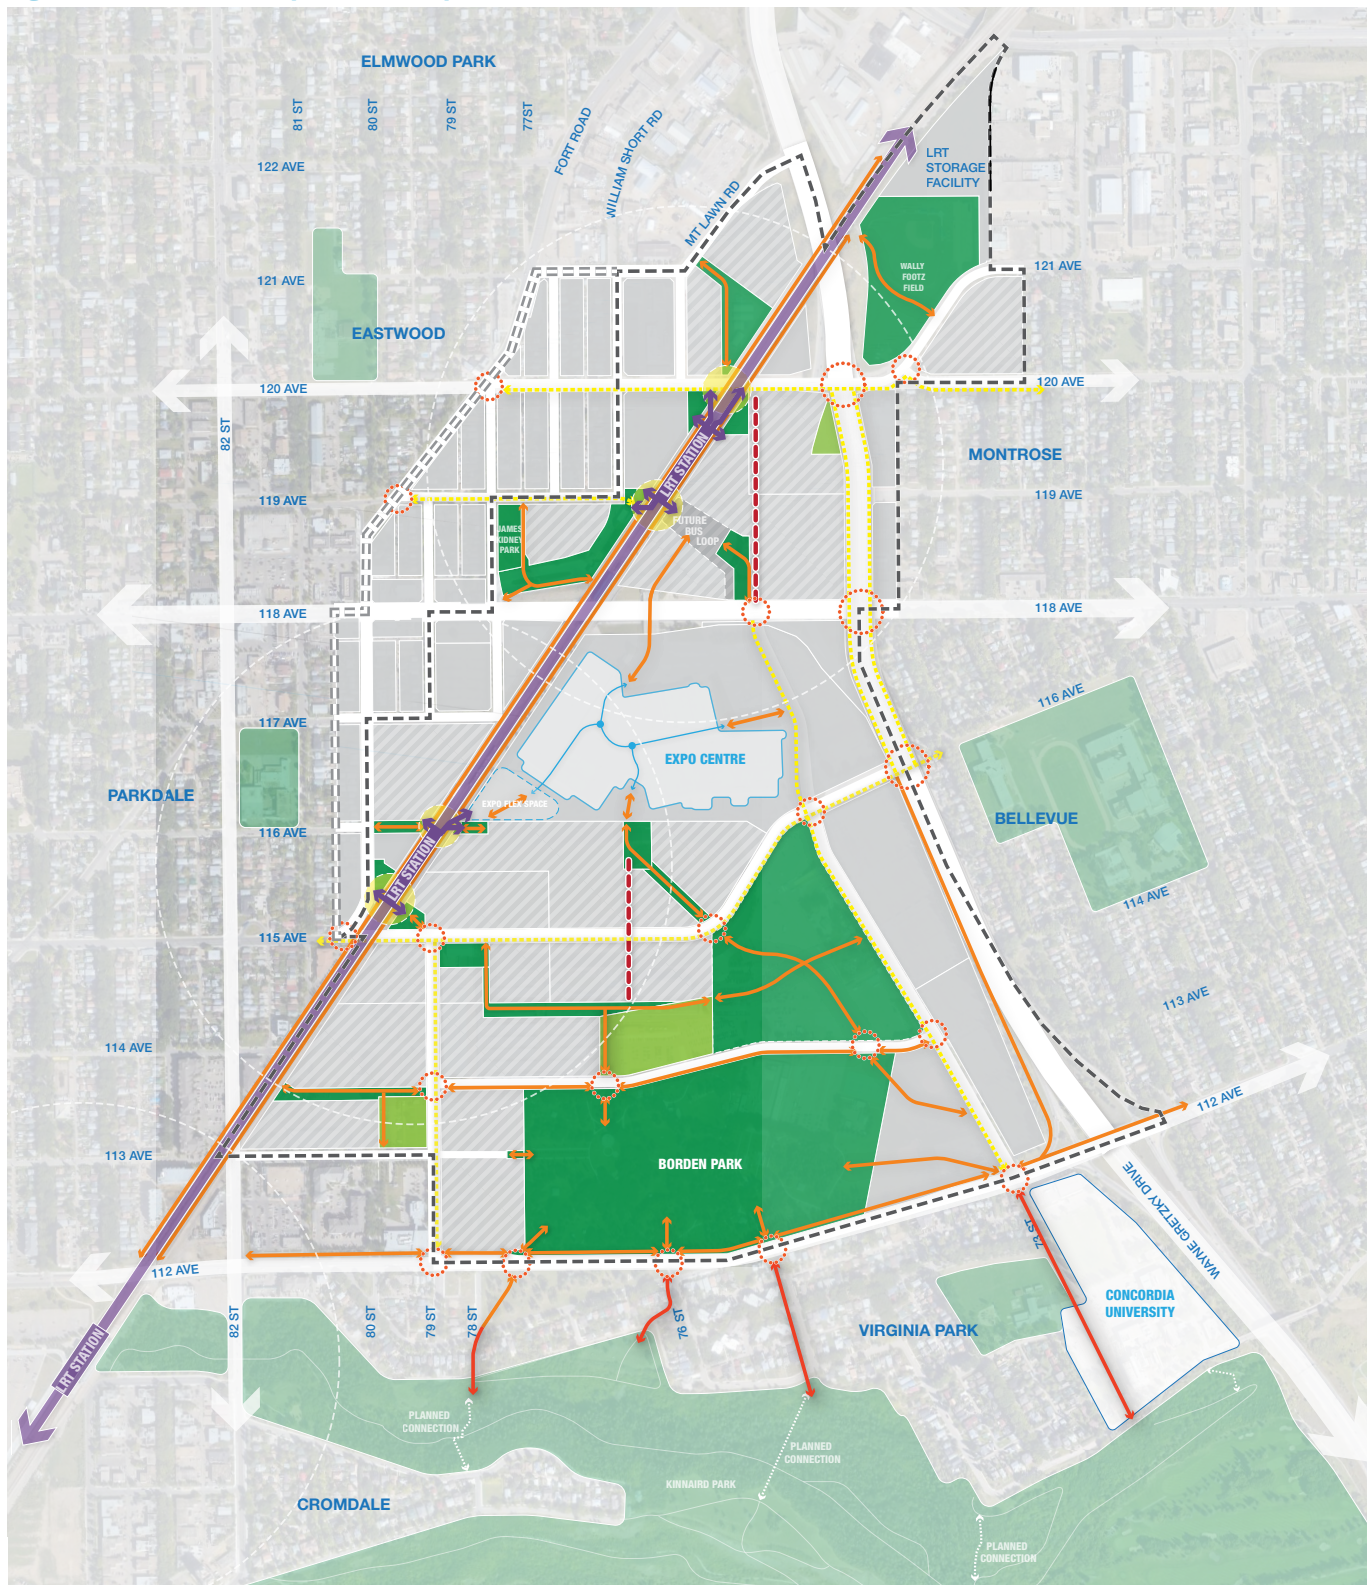 ELMWOOD PARK
81 ST
80 ST
79 ST
77ST
FORT ROAD
WILLIAM SHORT RD
MT LAWN RD
LRT
STORAGE
FACILITY
122 AVE
121 AVE
WALLY
FOOTZ
FIELD
121 AVE
EASTWOOD
120 AVE
120 AVE
82 ST
LRT STATION
MONTROSE
119 AVE
119 AVE
JAMES
KIDNEY
PARK
FUTURE
BUS
LOOP
118 AVE
118 AVE
116 AVE
117 AVE
EXPO CENTRE
PARKDALE
EXPO FLEX SPACE
BELLEVUE
116 AVE
LRT STATION
114 AVE
115 AVE
113 AVE
114 AVE
112 AVE
113 AVE
BORDEN PARK
WAYNE GRETZKY DRIVE
73 ST
112 AVE
CONCORDIA
UNIVERSITY
82 ST
80 ST
79 ST
78 ST
76 ST
VIRGINIA PARK
LRT STATION
PLANNED
CONNECTION
PLANNED
CONNECTION
KINNAIRD PARK
CROMDALE
PLANNED
CONNECTION